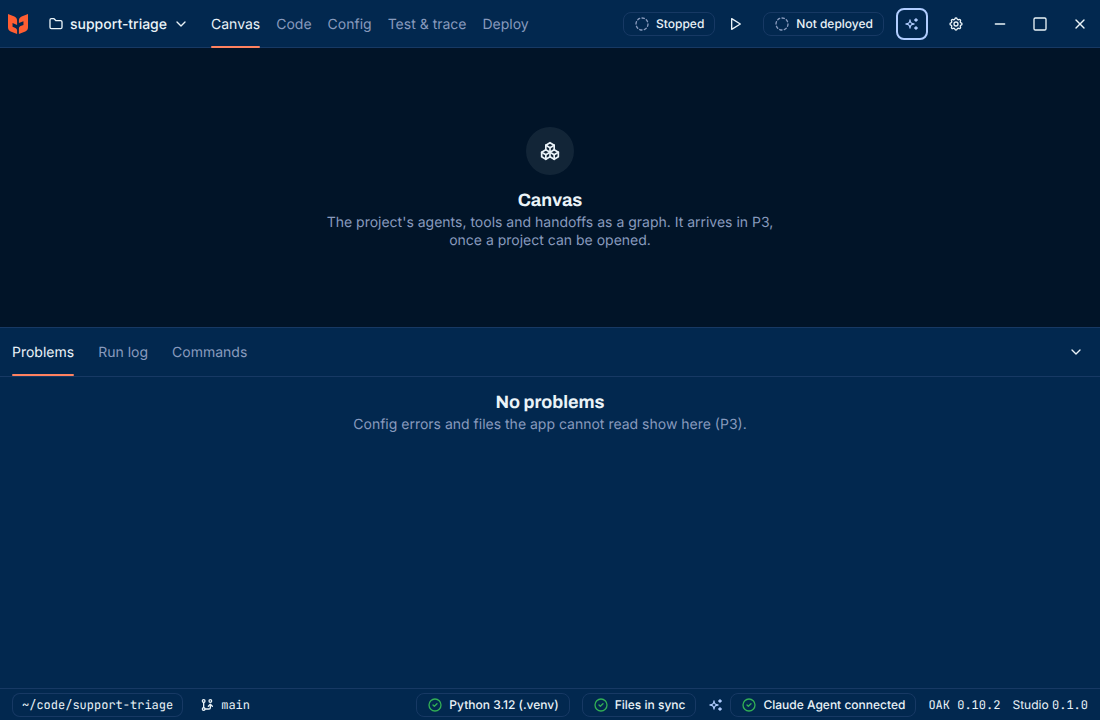 support-triage Canvas Code Config Test & trace Deploy Stopped Not deployed
Canvas
The project's agents, tools and handoffs as a graph. It arrives in P3,
once a project can be opened.
Problems Run log Commands
No problems
Config errors and files the app cannot read show here (P3).
~/code/support-triage main Python 3.12 (.venv) Files in sync Claude Agent connected OAK 0.10.2 Studio 0.1.0